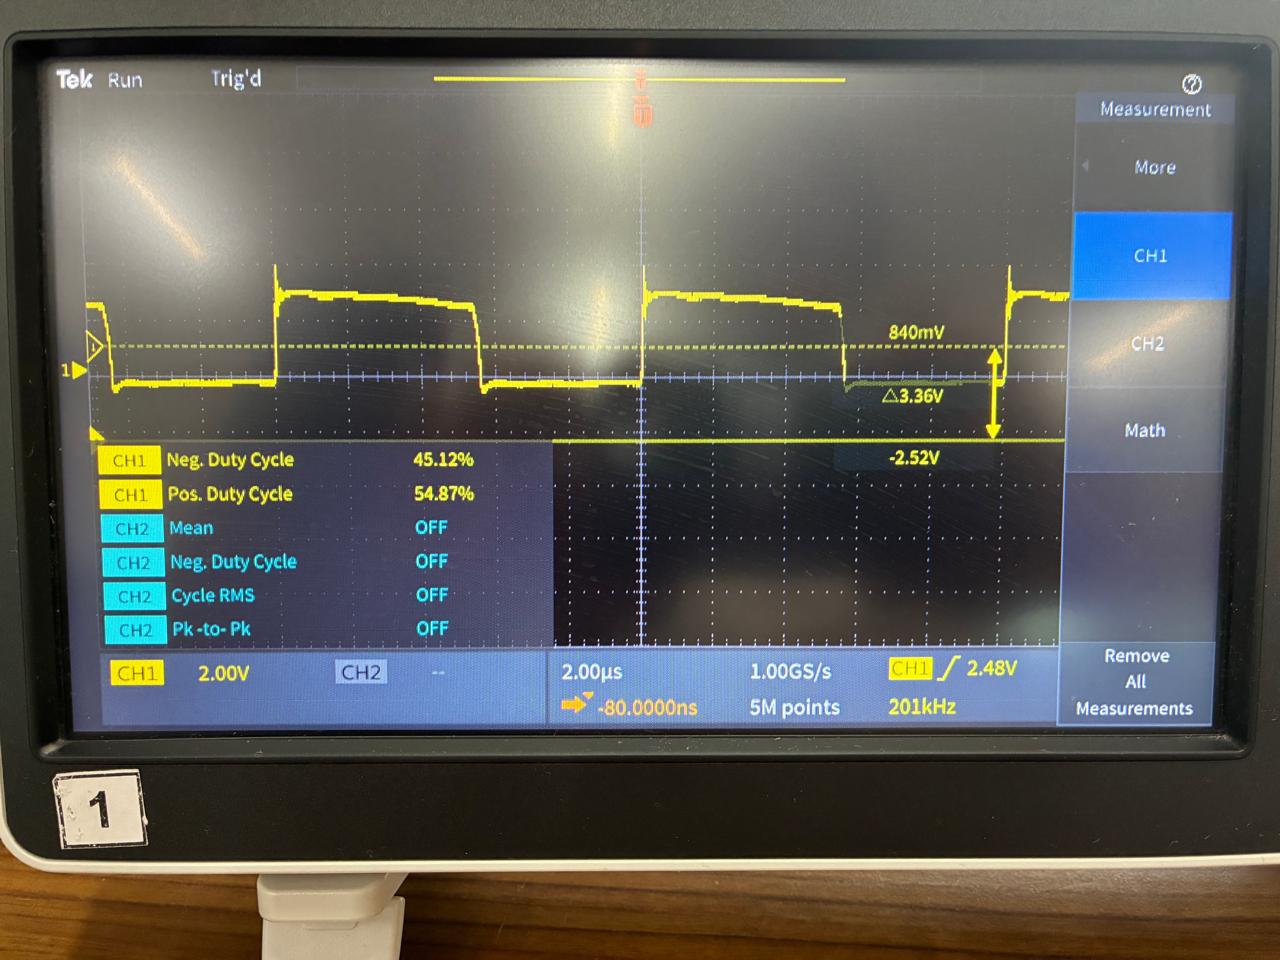 Tek Run Trig'd
Measurement
More
CH1
CH2
Math
840mV
1
△3.36V
-2.52V
CH1 Neg. Duty Cycle 45.12%
CH1 Pos. Duty Cycle 54.87%
CH2 Mean OFF
CH2 Neg. Duty Cycle OFF
CH2 Cycle RMS OFF
CH2 Pk-to-Pk OFF
CH1 2.00V CH2 -- 2.00µs 1.00GS/s CH1 2.48V
-80.0000ns 5M points 201kHz
Remove
All
Measurements
1